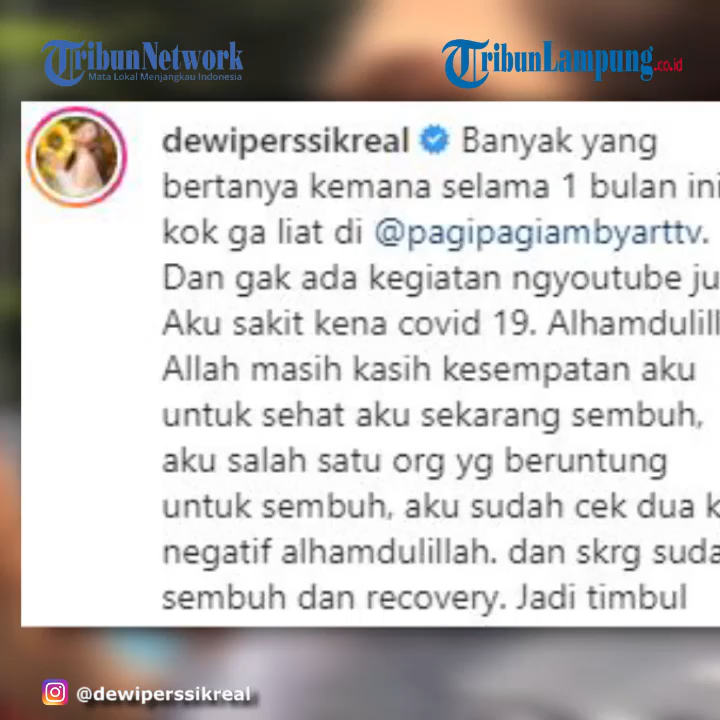 TribunNetwork
Mata Lokal Menjangkau Indonesia
TribunLampung.co.id
dewiperssikreal Banyak yang
bertanya kemana selama 1 bulan ini
kok ga liat di @pagipagiambyarttv.
Dan gak ada kegiatan ngyoutube ju
Aku sakit kena covid 19. Alhamdulill
Allah masih kasih kesempatan aku
untuk sehat aku sekarang sembuh,
aku salah satu org yg beruntung
untuk sembuh, aku sudah cek dua k
negatif alhamdulillah. dan skrg suda
sembuh dan recovery. Jadi timbul
@dewiperssikreal